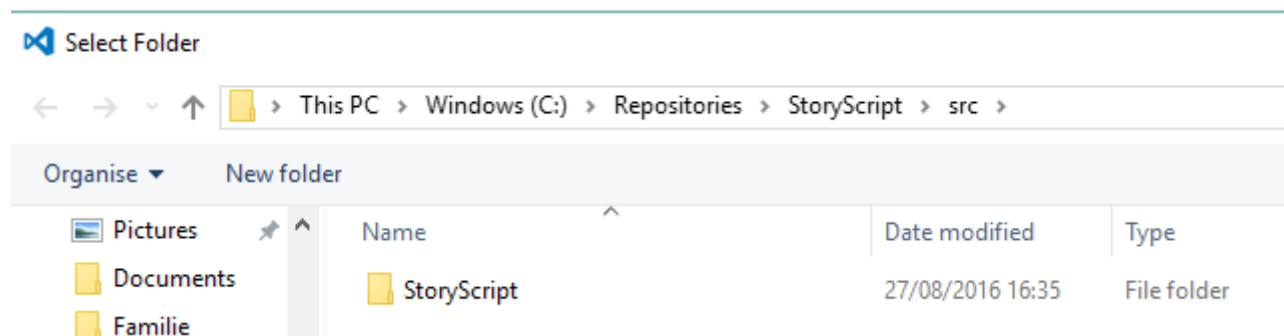 Select Folder
This PC > Windows (C:) > Repositories > StoryScript > src >
Organise New folder
Pictures Name Date modified Type
Documents StoryScript 27/08/2016 16:35 File folder
Familie